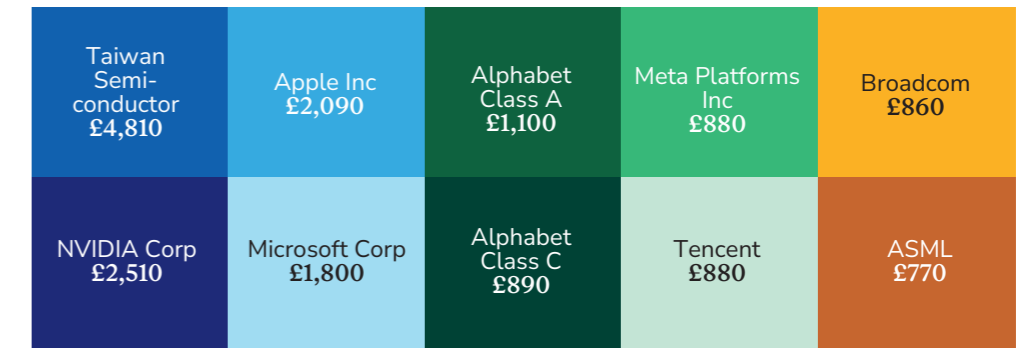 Taiwan
Semi-
conductor
£4,810
Apple Inc
£2,090
Alphabet
Class A
£1,100
Meta Platforms
Inc
£880
Broadcom
£860
NVIDIA Corp
£2,510
Microsoft Corp
£1,800
Alphabet
Class C
£890
Tencent
£880
ASML
£770